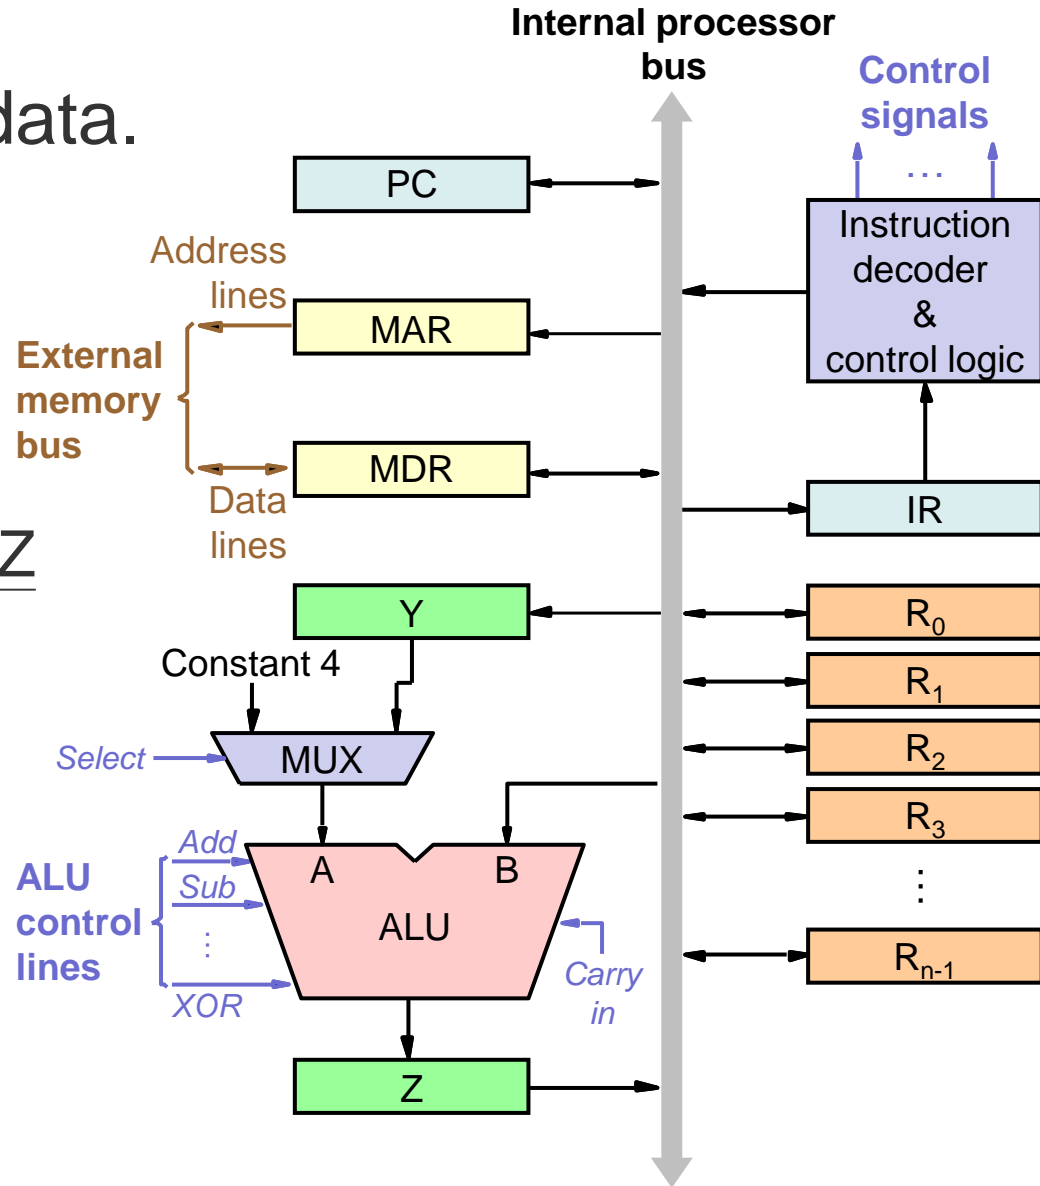 Internal processor
bus
Control
signals
...
data.
PC
Instruction
decoder
&
control logic
Address
lines
MAR
External
memory
bus
MDR
Data
lines
IR
Z
Y
R0
Constant 4
R1
Select
MUX
R2
R3
Add
A
B
ALU
control
lines
Sub
...
ALU
...
Rn-1
XOR
Carry
in
Z